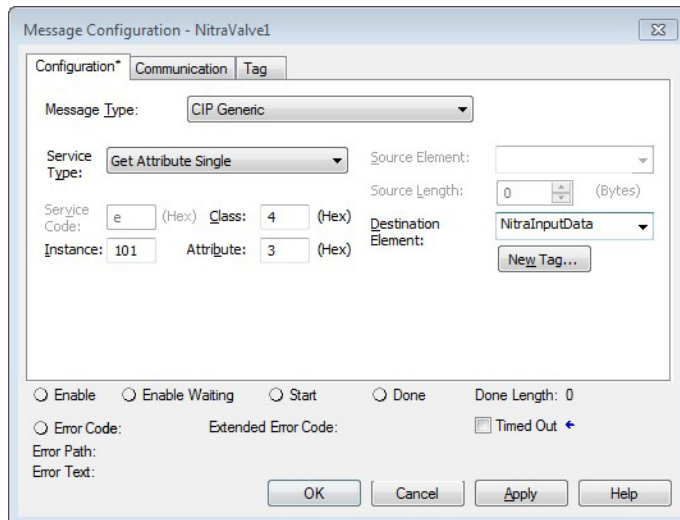 Message Configuration - NitraValve1
Configuration* Communication Tag
Message Type: CIP Generic
Service Type: Get Attribute Single
Source Element:
Source Length: 0 (Bytes)
Service Code: e (Hex) Class: 4 (Hex)
Destination Element: NitraInputData
Instance: 101 Attribute: 3 (Hex)
New Tag...
Enable Enable Waiting Start Done Done Length: 0
Error Code: Extended Error Code: Timed Out
Error Path:
Error Text:
OK Cancel Apply Help